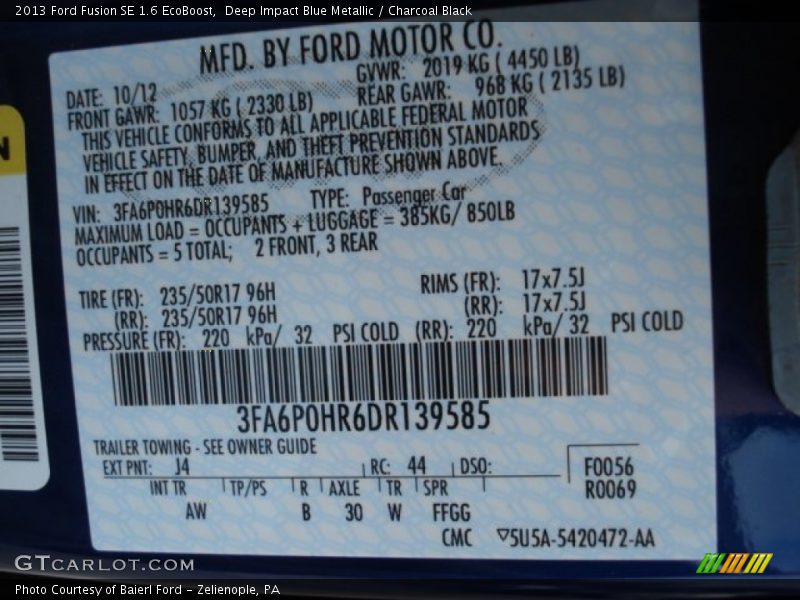 2013 Ford Fusion SE 1.6 EcoBoost, Deep Impact Blue Metallic / Charcoal Black
MFD. BY FORD MOTOR CO.
DATE: 10/12 GVWR: 2019 KG ( 4450 LB)
FRONT GAWR: 1057 KG ( 2330 LB) REAR GAWR: 968 KG ( 2135 LB)
THIS VEHICLE CONFORMS TO ALL APPLICABLE FEDERAL MOTOR
VEHICLE SAFETY, BUMPER, AND THEFT PREVENTION STANDARDS
IN EFFECT ON THE DATE OF MANUFACTURE SHOWN ABOVE.
VIN: 3FA6P0HR6DR139585 TYPE: Passenger Car
MAXIMUM LOAD = OCCUPANTS + LUGGAGE = 385KG/ 850LB
OCCUPANTS = 5 TOTAL; 2 FRONT, 3 REAR
TIRE (FR): 235/50R17 96H RIMS (FR): 17x7.5J
(RR): 235/50R17 96H (RR): 17x7.5J
PRESSURE (FR): 220 kPa/ 32 PSI COLD (RR): 220 kPa/ 32 PSI COLD
3FA6P0HR6DR139585
TRAILER TOWING - SEE OWNER GUIDE
EXT PNT: J4 RC: 44 DSO: F0056
INT TR TP/PS R AXLE TR SPR R0069
AW B 30 W FFGG
CMC ▽5U5A-5420472-AA
N
GTCARLOT.COM
Photo Courtesy of Baierl Ford - Zelienople, PA